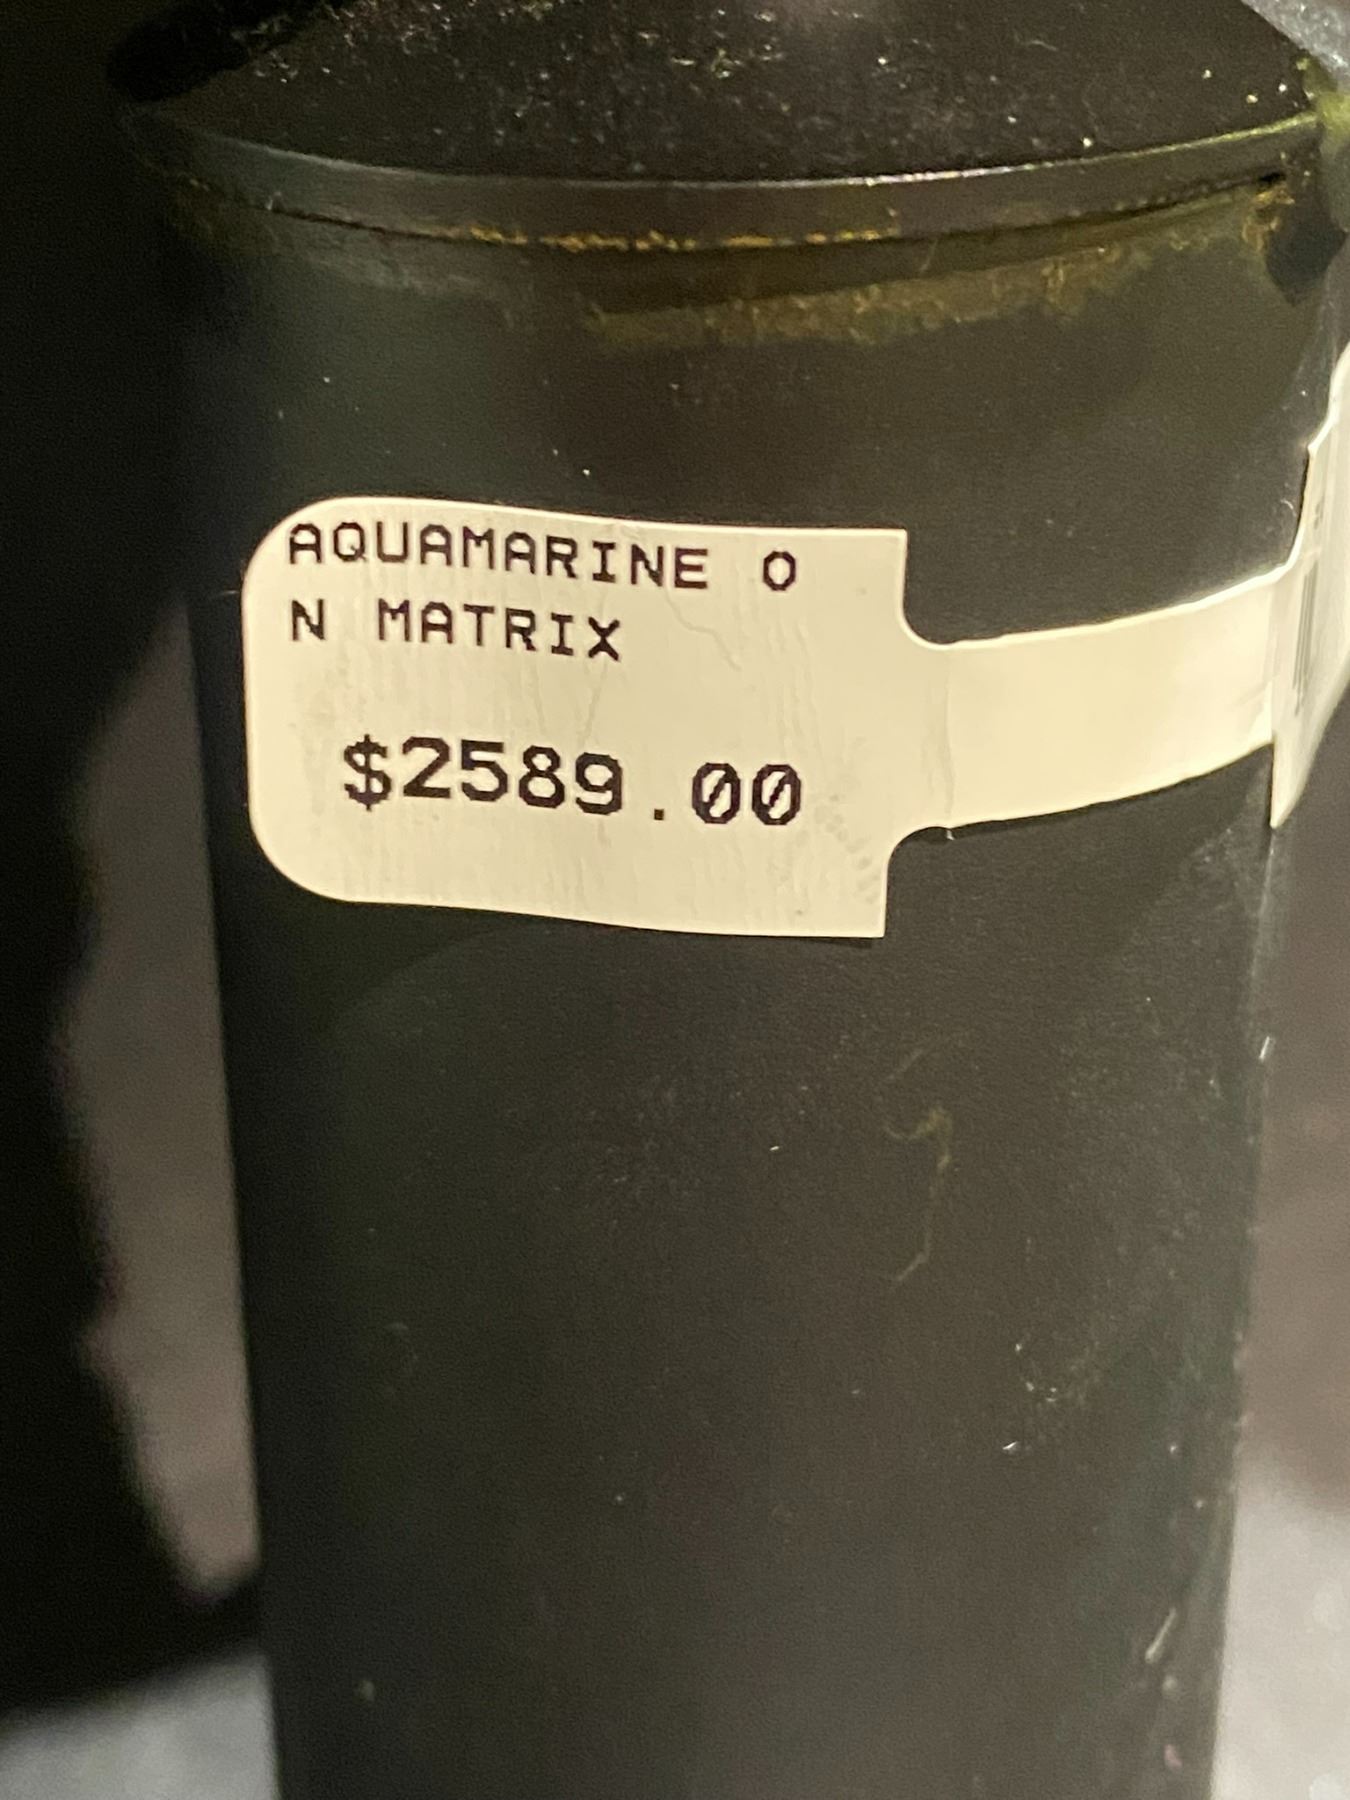 AQUAMARINE O
N MATRIX
$2589.00